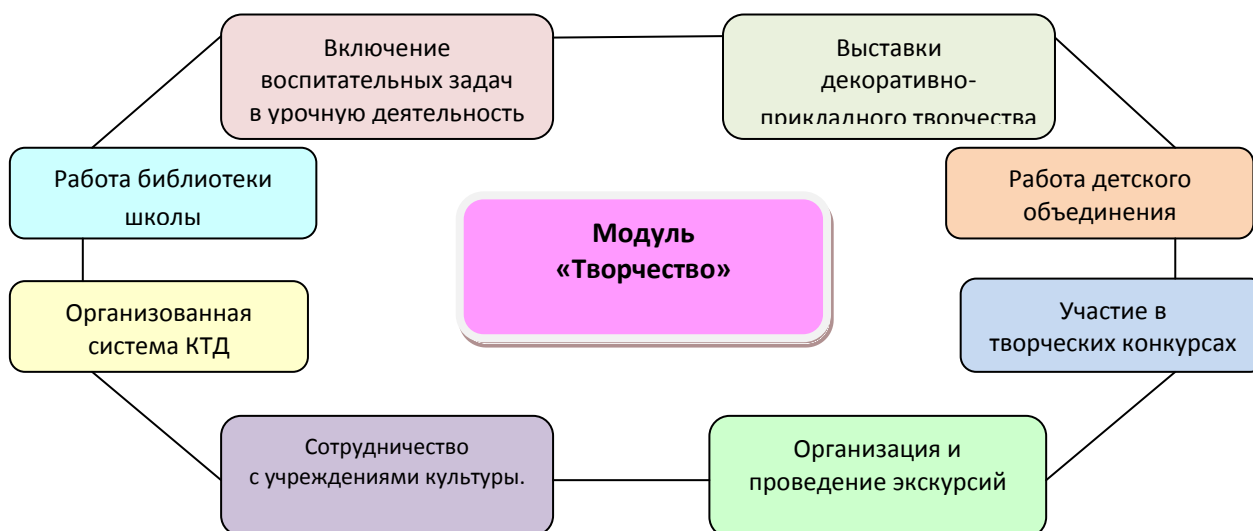 Включение
воспитательных задач
в урочную деятельность
Выставки
декоративно-
прикладного творчества
Работа библиотеки
школы
Работа детского
объединения
Модуль
«Творчество»
Организованная
система КТД
Участие в
творческих конкурсах
Сотрудничество
с учреждениями культуры.
Организация и
проведение экскурсий